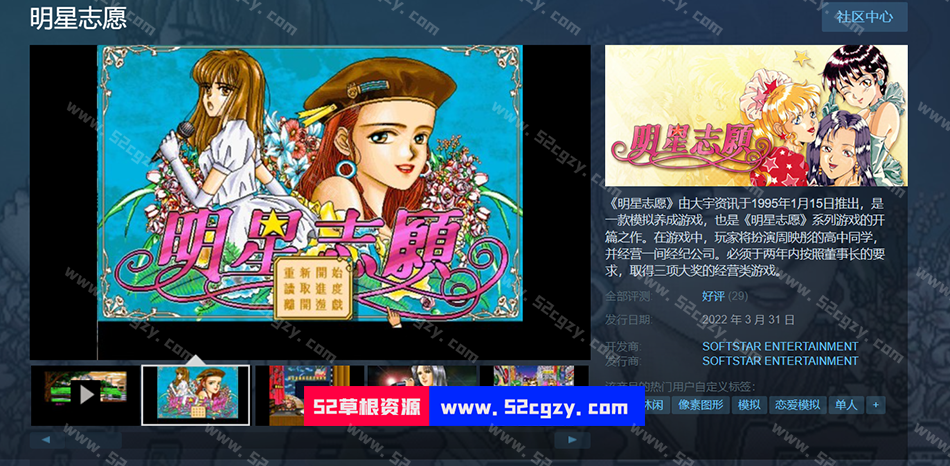 明星志愿
社区中心
明星志願
重新開始
讀取進度
離開遊戲
明星志願
《明星志愿》由大宇资讯于1995年1月15日推出，是
一款模拟养成游戏，也是《明星志愿》系列游戏的开
篇之作。在游戏中，玩家将扮演周映彤的高中同学，
并经营一间经纪公司。必须于两年内按照董事长的要
求，取得三项大奖的经营类游戏。
全部评测 好评 (29)
发行日期 2022 年 3 月 31 日
开发商: SOFTSTAR ENTERTAINMENT
发行商: SOFTSTAR ENTERTAINMENT
该产品的热门用户自定义标签：
休闲 像素图形 模拟 恋爱模拟 单人 +
52草根资源 www.52cgzy.com
www.52cgzy.com